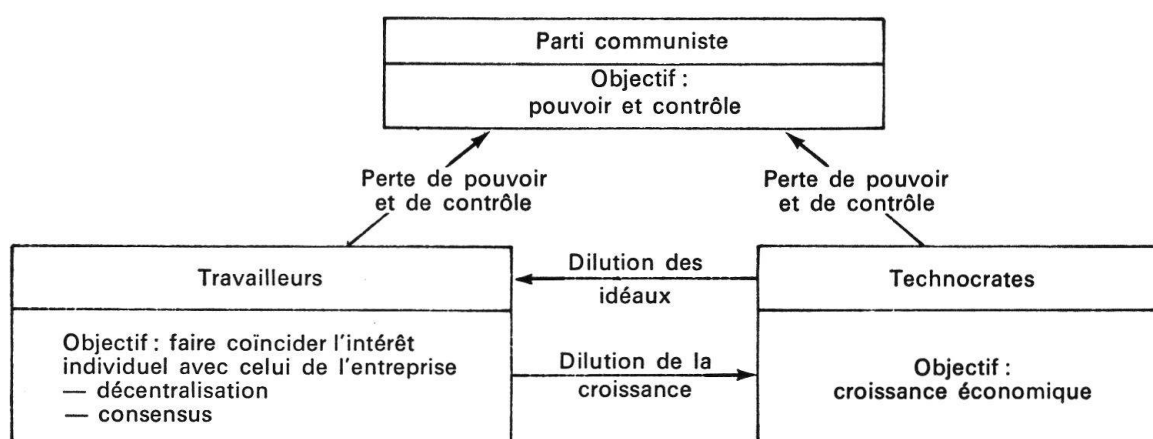 Parti communiste
Objectif :
pouvoir et contrôle
Perte de pouvoir
et de contrôle
Perte de pouvoir
et de contrôle
Travailleurs
Objectif : faire coïncider l'intérêt
individuel avec celui de l'entreprise
— décentralisation
— consensus
Dilution des
idéaux
Dilution de la
croissance
Technocrates
Objectif :
croissance économique